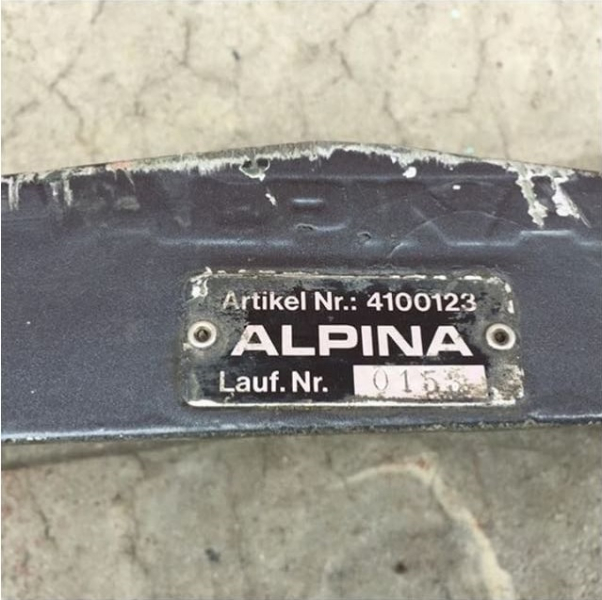 Artikel Nr.: 4100123
ALPINA
Lauf. Nr.